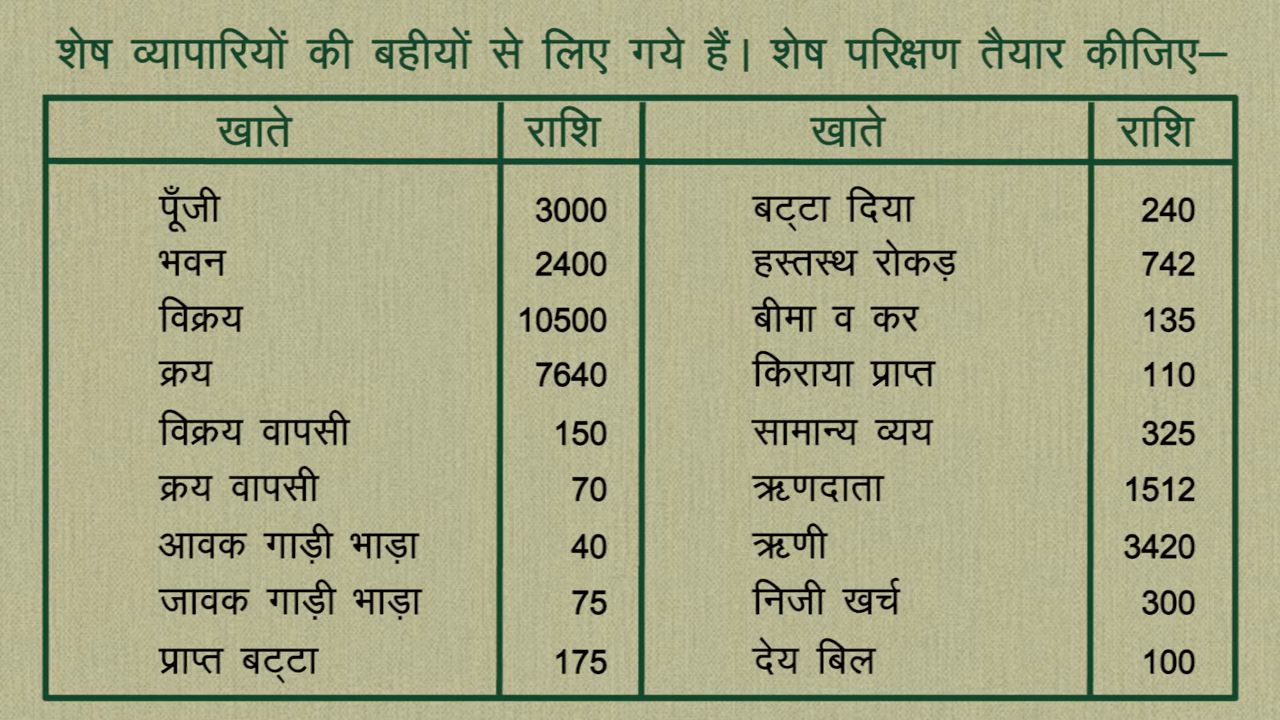 शेष व्यापारियों की बहीयों से लिए गये हैं। शेष परिक्षण तैयार कीजिए–
खाते राशि खाते राशि
पूँजी 3000 बट्‌टा दिया 240
भवन 2400 हस्तस्थ रोकड़ 742
विक्रय 10500 बीमा व कर 135
क्रय 7640 किराया प्राप्त 110
विक्रय वापसी 150 सामान्य व्यय 325
क्रय वापसी 70 ऋणदाता 1512
आवक गाड़ी भाड़ा 40 ऋणी 3420
जावक गाड़ी भाड़ा 75 निजी खर्च 300
प्राप्त बट्‌टा 175 देय बिल 100